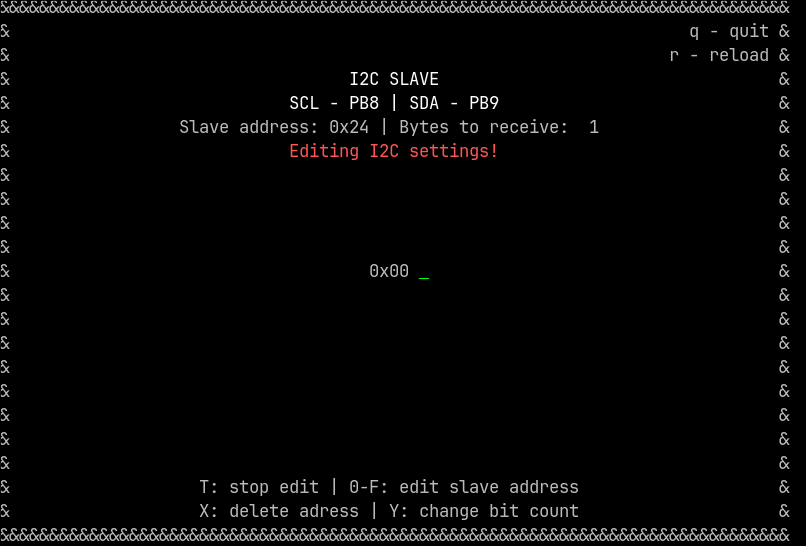 &&&&&&&&&&&&&&&&&&&&&&&&&&&&&&&&&&&&&&&&&&&&&&&&&&&&&&&&&&&&&&&&&&&&&&&&&&&&&&&
& q - quit &
& r - reload &
& I2C SLAVE &
& SCL - PB8 | SDA - PB9 &
& Slave address: 0x24 | Bytes to receive:  1 &
& Editing I2C settings! &
& &
& &
& &
& &
& 0x00 _ &
& &
& &
& &
& &
& &
& &
& &
& &
& T: stop edit | 0-F: edit slave address &
& X: delete adress | Y: change bit count &
&&&&&&&&&&&&&&&&&&&&&&&&&&&&&&&&&&&&&&&&&&&&&&&&&&&&&&&&&&&&&&&&&&&&&&&&&&&&&&&